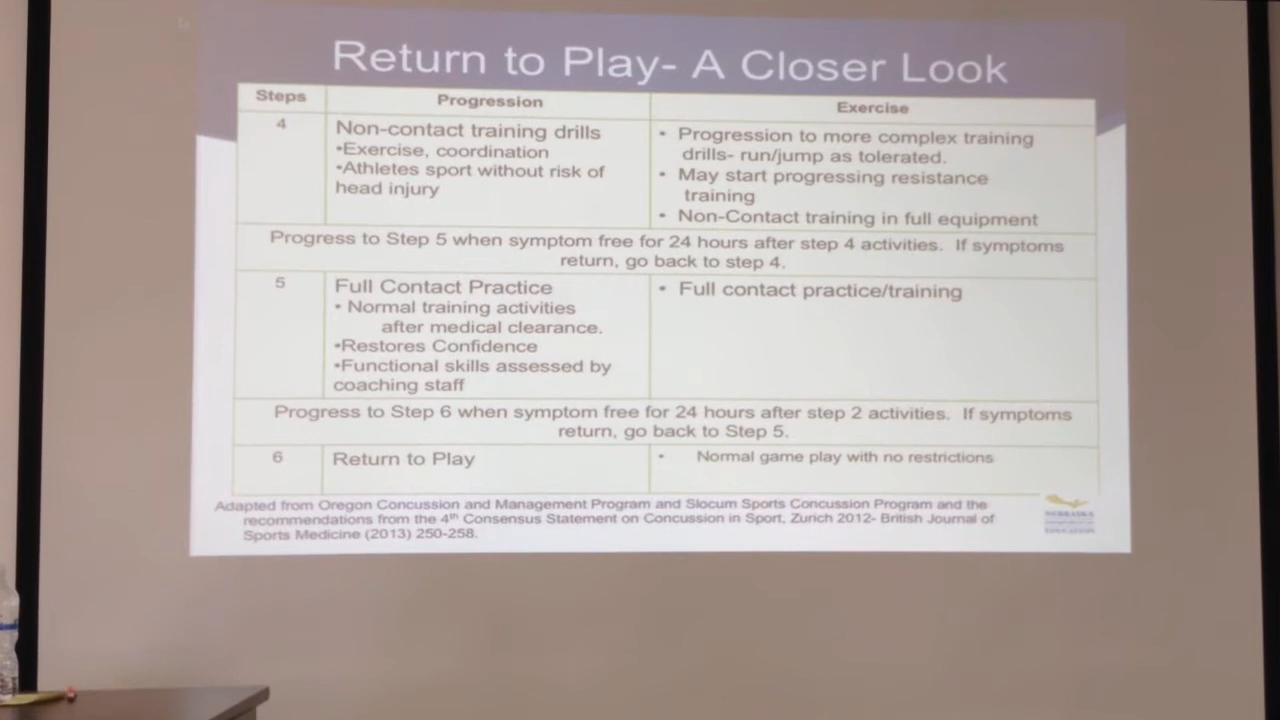 Return to Play- A Closer Look
Steps
Progression
Exercise
4
Non-contact training drills
•Exercise, coordination
•Athletes sport without risk of
head injury
• Progression to more complex training
drills- run/jump as tolerated.
• May start progressing resistance
training
• Non-Contact training in full equipment
Progress to Step 5 when symptom free for 24 hours after step 4 activities. If symptoms
return, go back to step 4.
5
Full Contact Practice
• Normal training activities
after medical clearance.
•Restores Confidence
•Functional skills assessed by
coaching staff
• Full contact practice/training
Progress to Step 6 when symptom free for 24 hours after step 2 activities. If symptoms
return, go back to Step 5.
6
Return to Play
• Normal game play with no restrictions
Adapted from Oregon Concussion and Management Program and Slocum Sports Concussion Program and the
recommendations from the 4th Consensus Statement on Concussion in Sport, Zurich 2012- British Journal of
Sports Medicine (2013) 250-258.
NEBRASKA
EDUCATION